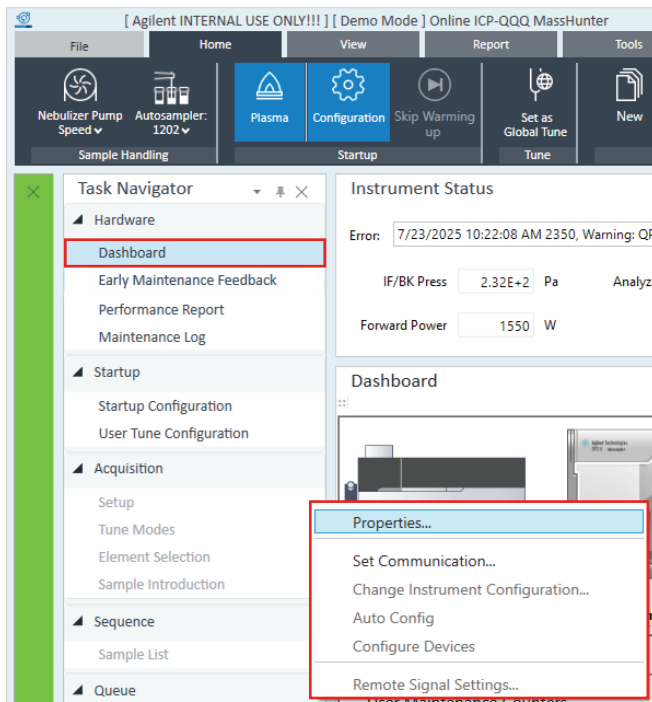 [ Agilent INTERNAL USE ONLY!!! ] [ Demo Mode ] Online ICP-QQQ MassHunter
File
Home
View
Report
Tools
Nebulizer Pump Speed
Autosampler: 1202
Plasma
Configuration
Skip Warming up
Set as Global Tune
New
Sample Handling
Startup
Tune
Task Navigator
Hardware
Dashboard
Early Maintenance Feedback
Performance Report
Maintenance Log
Startup
Startup Configuration
User Tune Configuration
Acquisition
Setup
Tune Modes
Element Selection
Sample Introduction
Sequence
Sample List
Queue
Instrument Status
Error: 7/23/2025 10:22:08 AM 2350, Warning: QP
IF/BK Press 2.32E+2 Pa Analyz
Forward Power 1550 W
Dashboard
Agilent Technologies
Properties...
Set Communication...
Change Instrument Configuration...
Auto Config
Configure Devices
Remote Signal Settings...
User Maintenance Counters